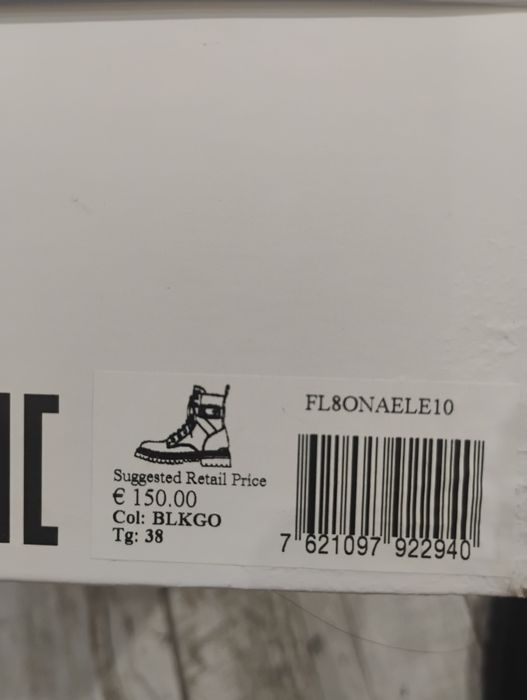 FL8ONAELE10
Suggested Retail Price
€ 150.00
Col: BLKGO
Tg: 38
7 621097 922940